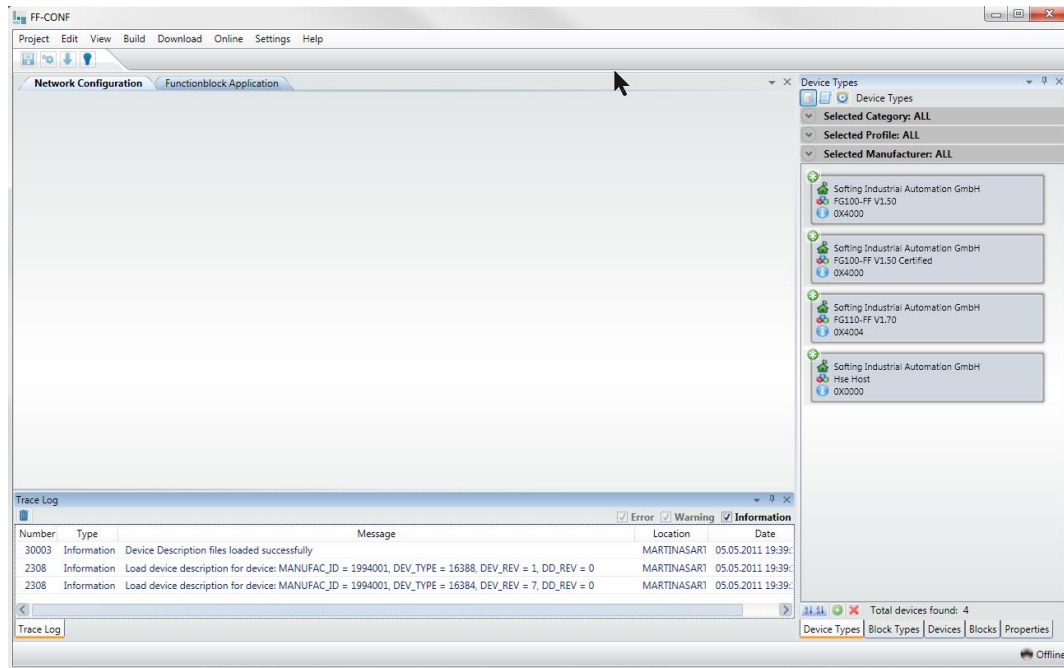 FF-CONF
Project Edit View Build Download Online Settings Help
Network Configuration Functionblock Application
Device Types
Device Types
Selected Category: ALL
Selected Profile: ALL
Selected Manufacturer: ALL
Softing Industrial Automation GmbH
FG100-FF V1.50
0X4000
Softing Industrial Automation GmbH
FG100-FF V1.50 Certified
0X4000
Softing Industrial Automation GmbH
FG110-FF V1.70
0X4004
Softing Industrial Automation GmbH
Hse Host
0X0000
Trace Log
Error Warning Information
Number Type Message Location Date
30003 Information Device Description files loaded successfully MARTINASART 05.05.2011 19:39:
2308 Information Load device description for device: MANUFAC_ID = 1994001, DEV_TYPE = 16388, DEV_REV = 1, DD_REV = 0 MARTINASART 05.05.2011 19:39:
2308 Information Load device description for device: MANUFAC_ID = 1994001, DEV_TYPE = 16384, DEV_REV = 7, DD_REV = 0 MARTINASART 05.05.2011 19:39:
Total devices found: 4
Trace Log
Device Types Block Types Devices Blocks Properties
Offline